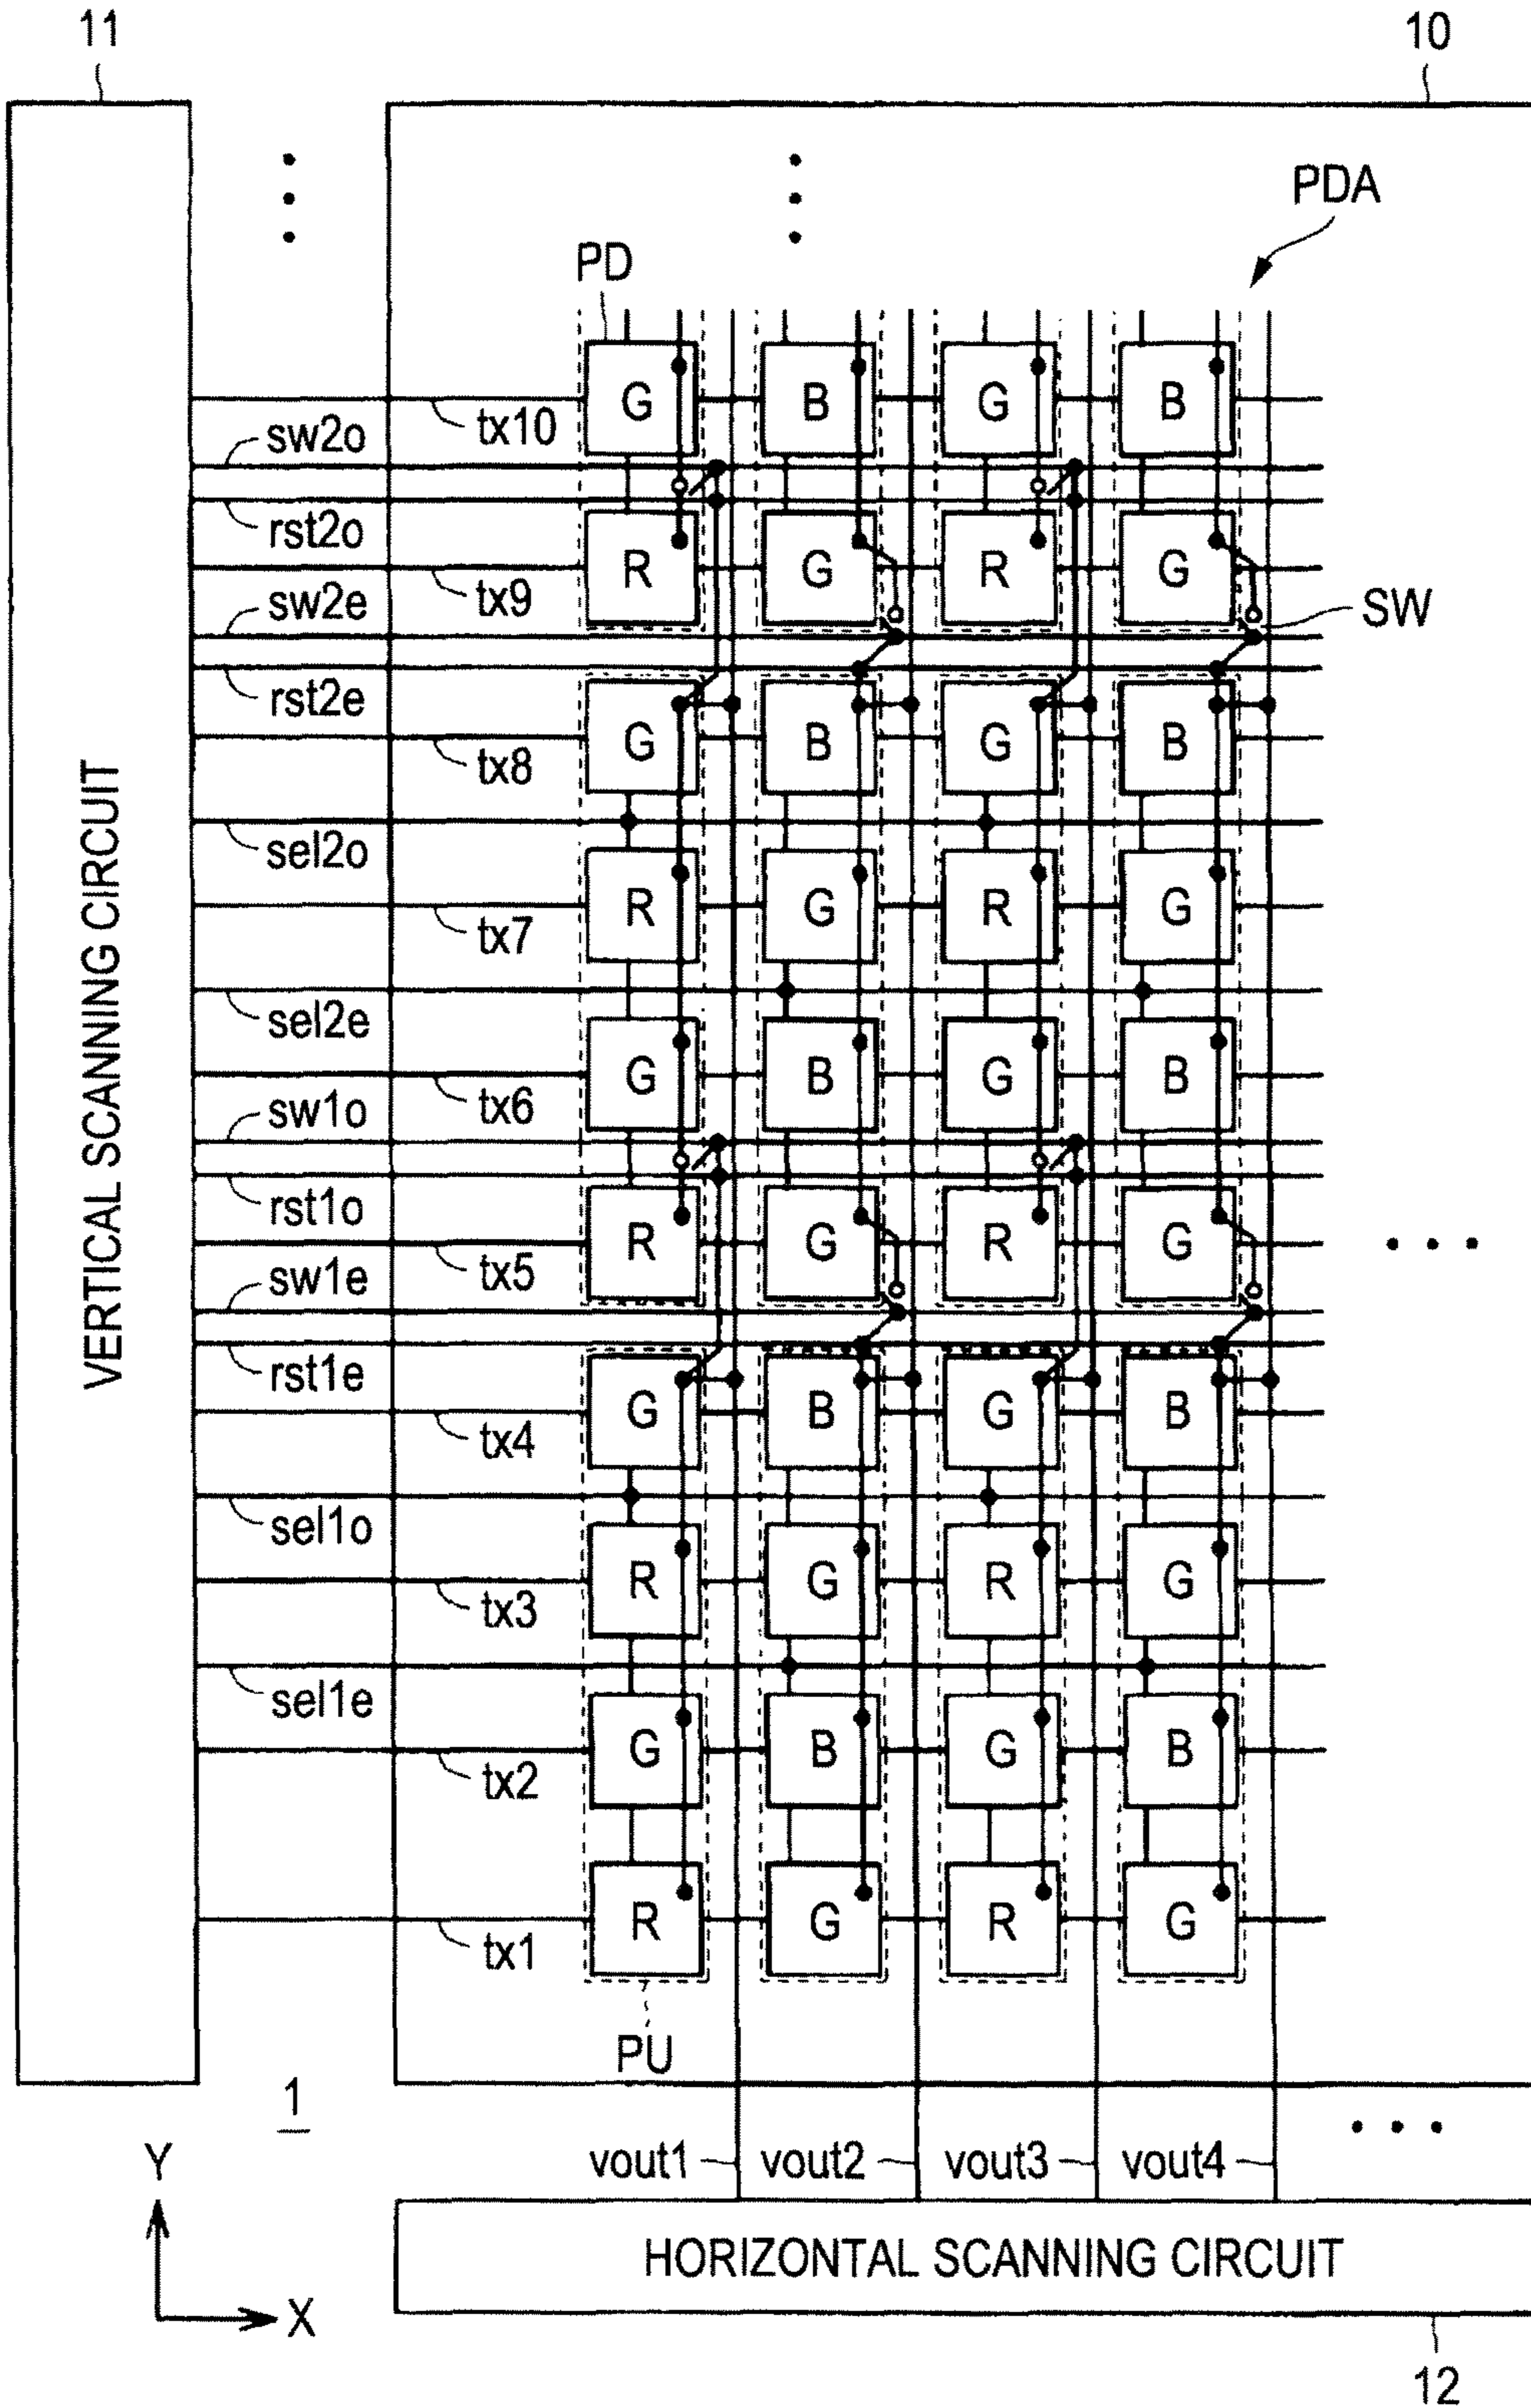 11
10
PDA
PD
G B G B
tx10
sw2o
rst2o
R G R G
tx9
sw2e
SW
rst2e
G B G B
tx8
sel2o
R G R G
tx7
sel2e
G B G B
tx6
sw1o
rst1o
R G R G
tx5
sw1e
rst1e
G B G B
tx4
sel1o
R G R G
tx3
sel1e
G B G B
tx2
R G R G
tx1
VERTICAL SCANNING CIRCUIT
PU
1
Y
X
vout1 vout2 vout3 vout4
HORIZONTAL SCANNING CIRCUIT
12